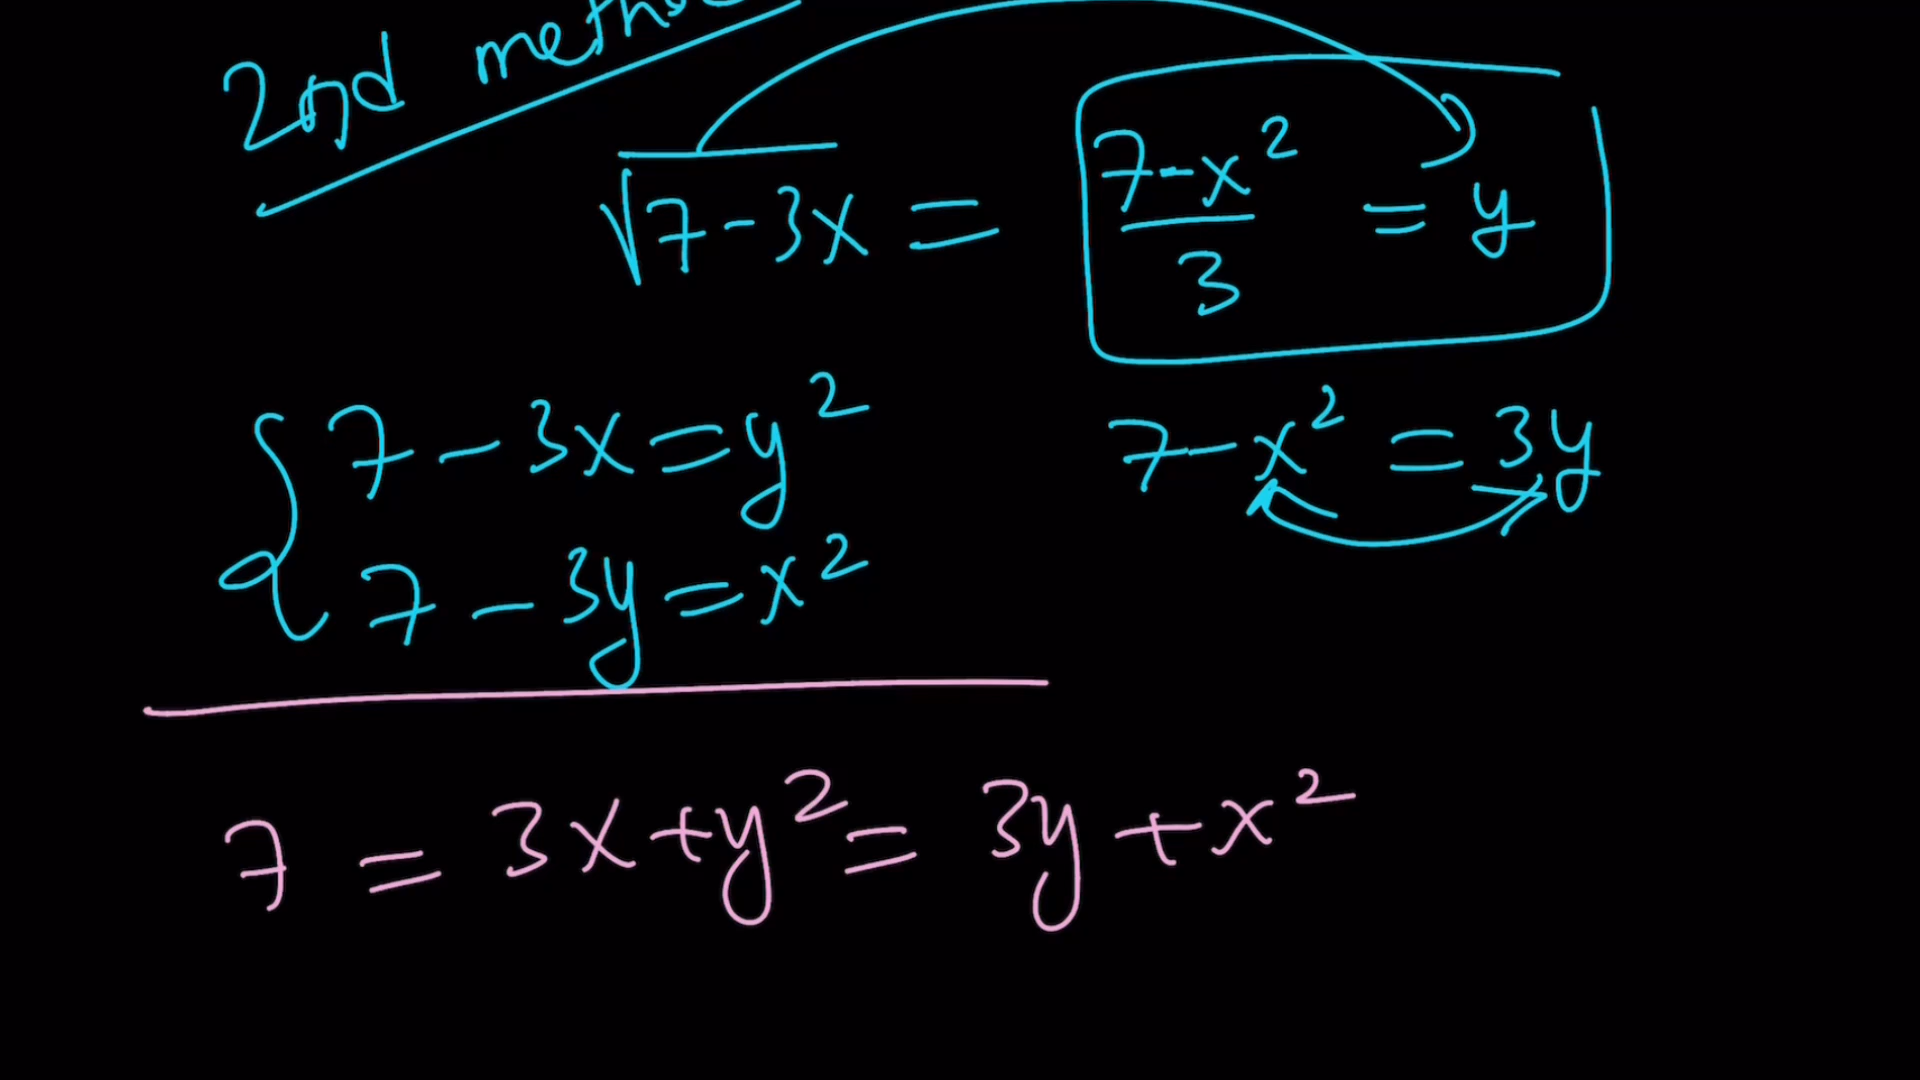 2nd method
√7-3x = 7-x²/3 = y
7-3x=y² 7-x² = 3y
7-3y=x²
7 = 3x+y² = 3y+x²